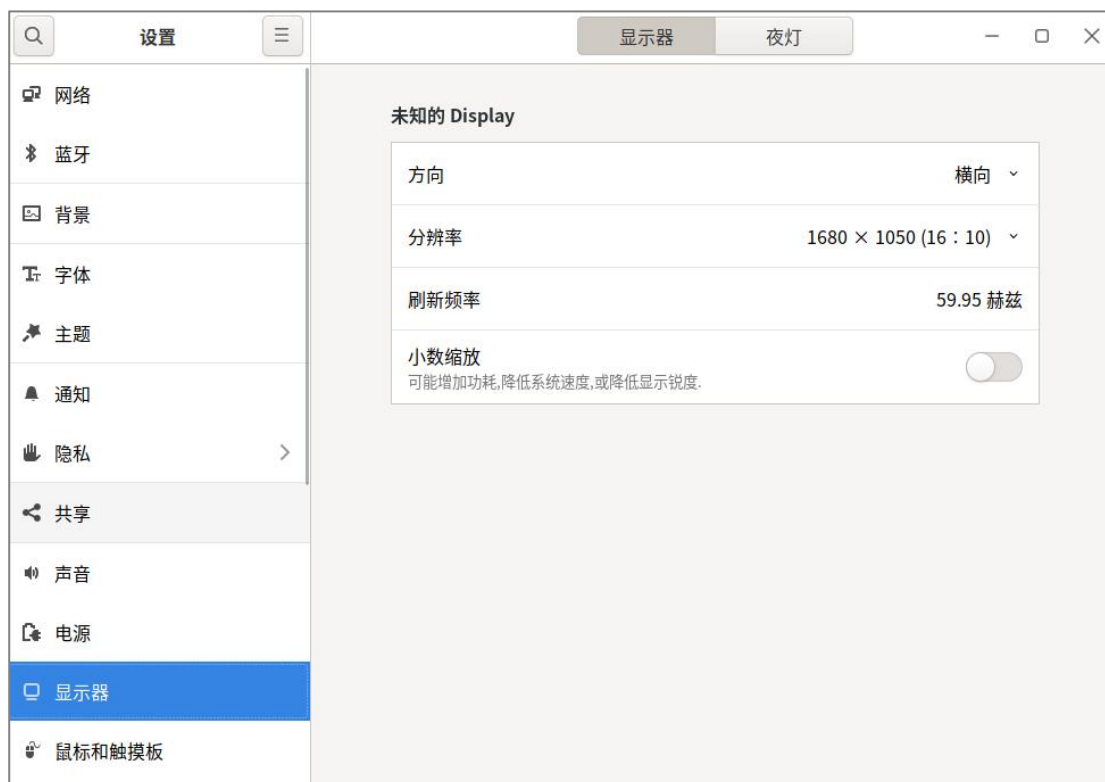 设置
显示器
夜灯
网络
蓝牙
背景
字体
主题
通知
隐私
共享
声音
电源
显示器
鼠标和触摸板
未知的 Display
方向
横向
分辨率
1680 × 1050 (16∶10)
刷新频率
59.95 赫兹
小数缩放
可能增加功耗,降低系统速度,或降低显示锐度.